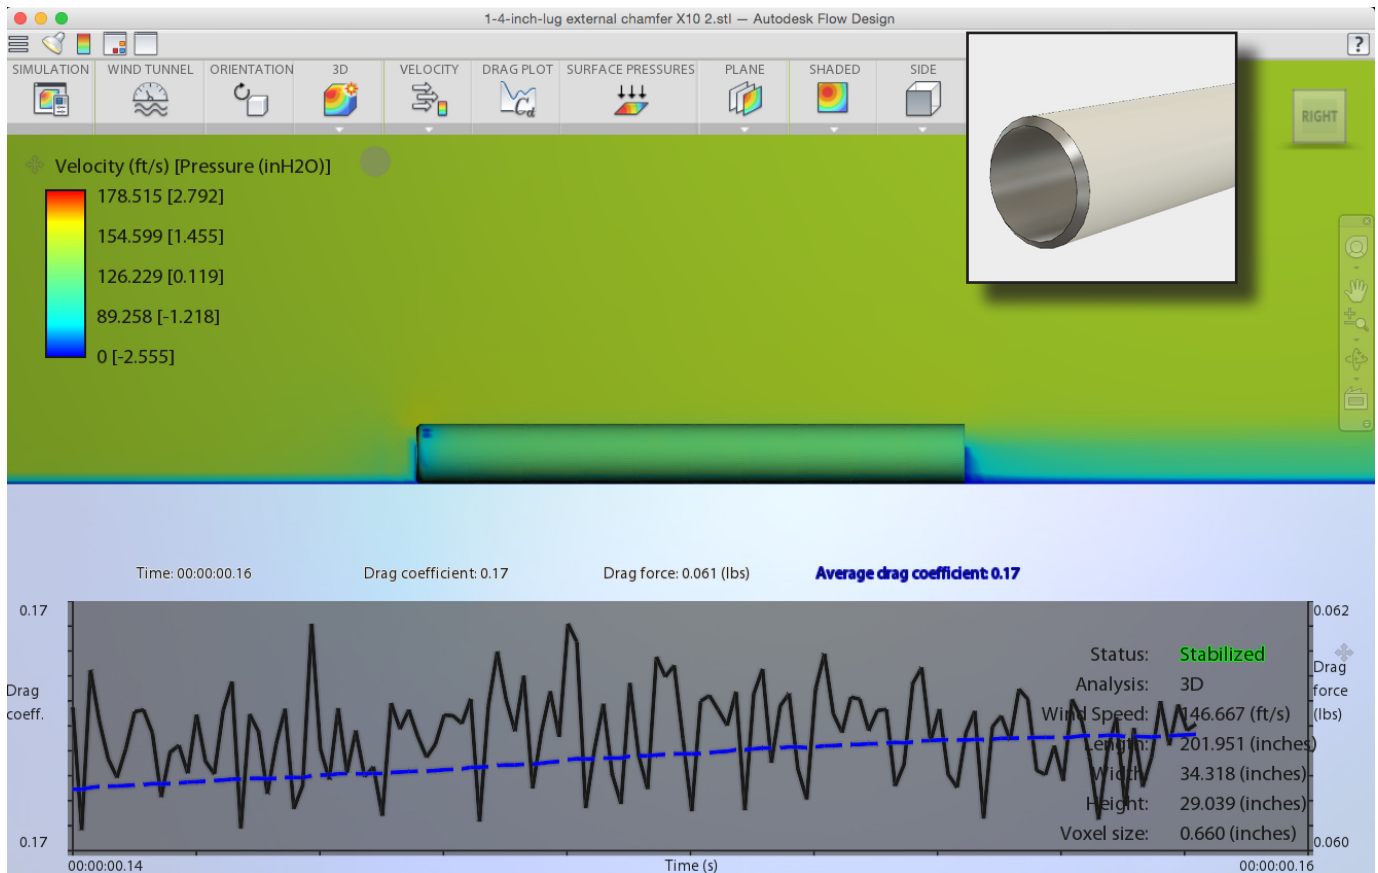 1-4-inch-lug external chamfer X10 2.stl — Autodesk Flow Design
?
SIMULATION WIND TUNNEL ORIENTATION 3D VELOCITY DRAG PLOT SURFACE PRESSURES PLANE SHADED SIDE
Cd
RIGHT
Velocity (ft/s) [Pressure (inH2O)]
178.515 [2.792]
154.599 [1.455]
126.229 [0.119]
89.258 [-1.218]
0 [-2.555]
Time: 00:00:00.16 Drag coefficient: 0.17 Drag force: 0.061 (lbs) Average drag coefficient: 0.17
0.17 0.062
Status: Stabilized
Analysis: 3D
Wind Speed: 146.667 (ft/s)
Length: 201.951 (inches)
Width: 34.318 (inches)
Height: 29.039 (inches)
Voxel size: 0.660 (inches)
Drag
coeff.
Drag
force
(lbs)
0.17 0.060
00:00:00.14 Time (s) 00:00:00.16